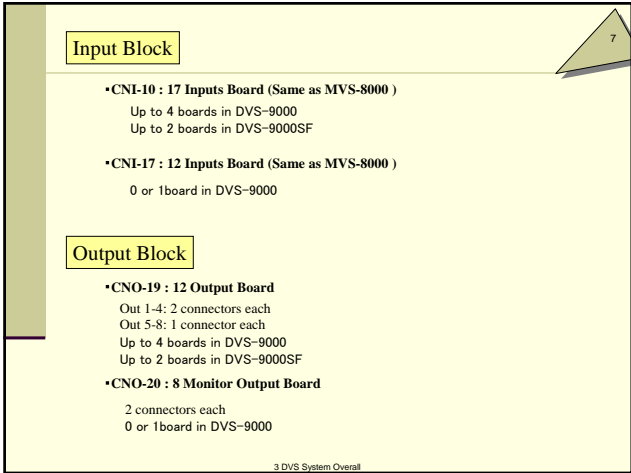 7
Input Block
▪CNI-10 : 17 Inputs Board (Same as MVS-8000 )
Up to 4 boards in DVS-9000
Up to 2 boards in DVS-9000SF
▪CNI-17 : 12 Inputs Board (Same as MVS-8000 )
0 or 1board in DVS-9000
Output Block
▪CNO-19 : 12 Output Board
Out 1-4: 2 connectors each
Out 5-8: 1 connector each
Up to 4 boards in DVS-9000
Up to 2 boards in DVS-9000SF
▪CNO-20 : 8 Monitor Output Board
2 connectors each
0 or 1board in DVS-9000
3 DVS System Overall